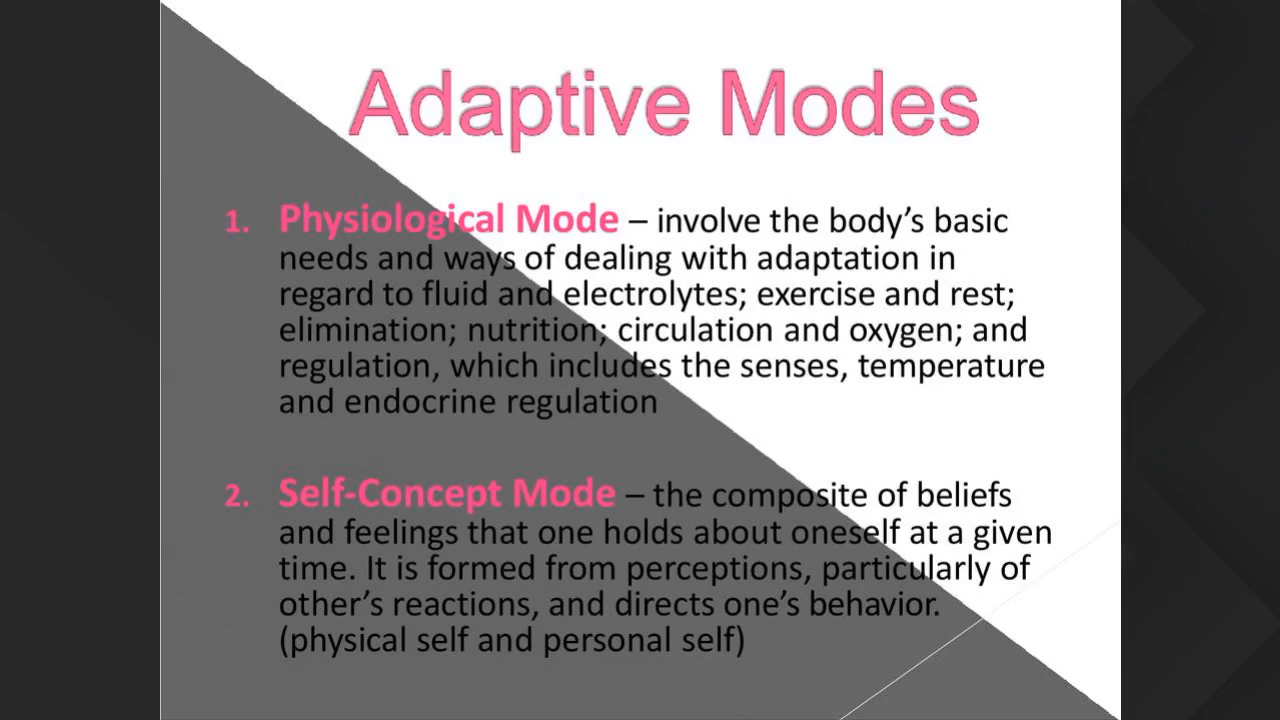 Adaptive Modes
1. Physiological Mode – involve the body’s basic
needs and ways of dealing with adaptation in
regard to fluid and electrolytes; exercise and rest;
elimination; nutrition; circulation and oxygen; and
regulation, which includes the senses, temperature
and endocrine regulation
2. Self-Concept Mode – the composite of beliefs
and feelings that one holds about oneself at a given
time. It is formed from perceptions, particularly of
other’s reactions, and directs one’s behavior.
(physical self and personal self)